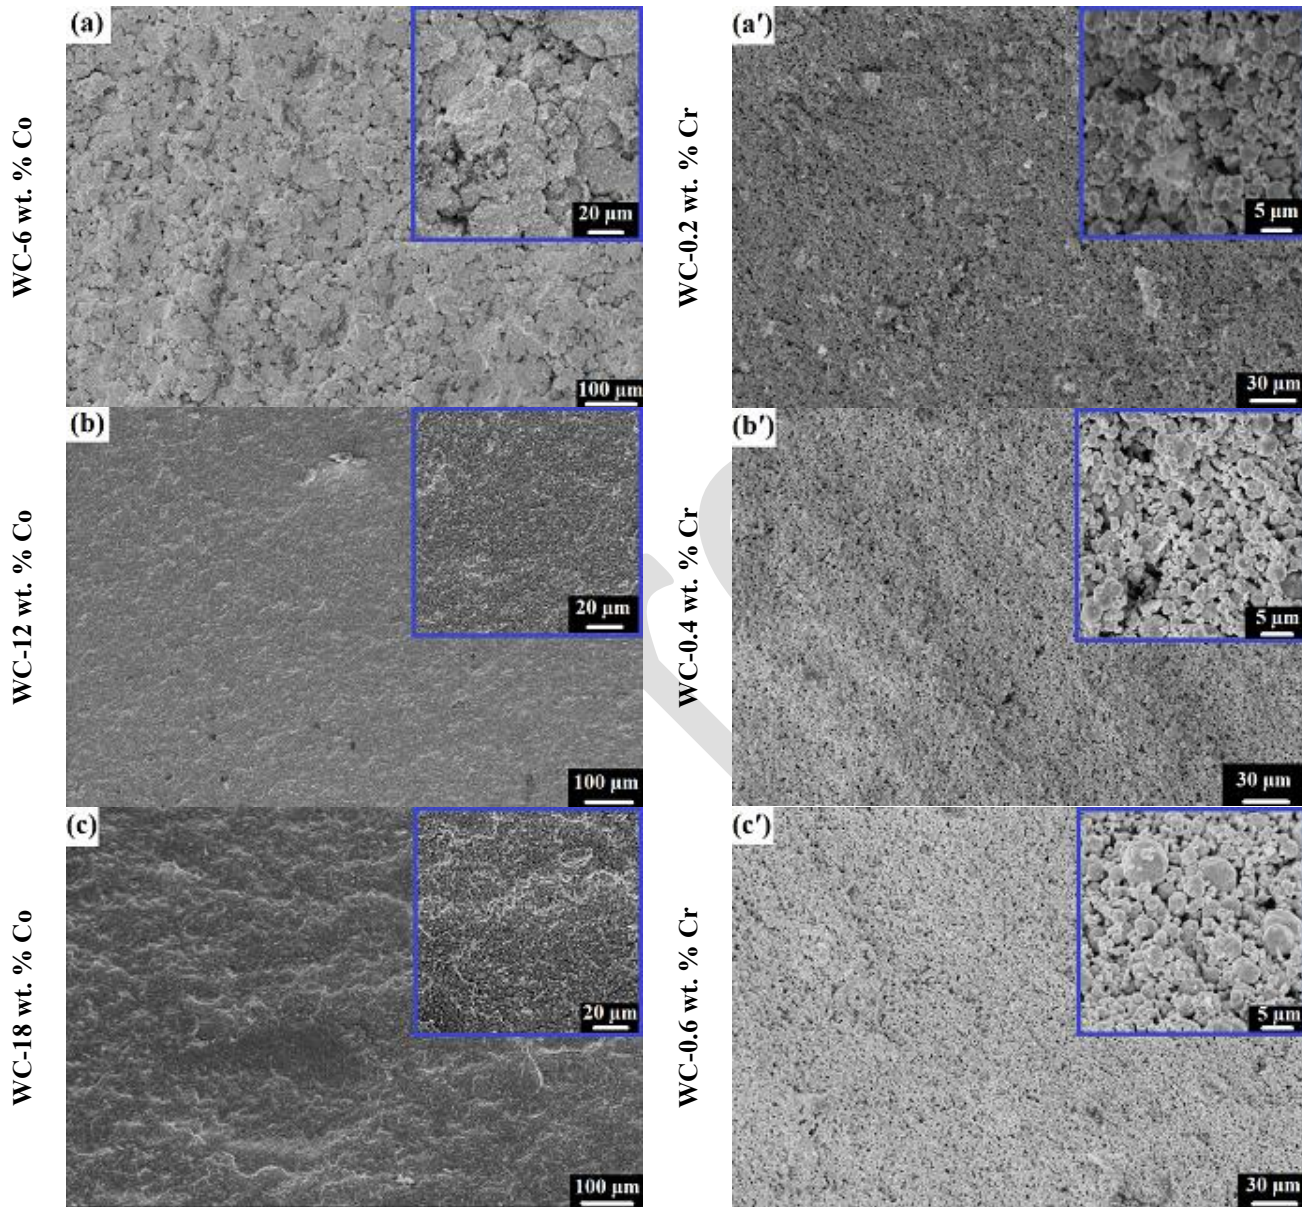 WC-6 wt. % Co
(a)
20 µm
100 µm
WC-0.2 wt. % Cr
(a′)
5 µm
30 µm
WC-12 wt. % Co
(b)
20 µm
100 µm
WC-0.4 wt. % Cr
(b′)
5 µm
30 µm
WC-18 wt. % Co
(c)
20 µm
100 µm
WC-0.6 wt. % Cr
(c′)
5 µm
30 µm